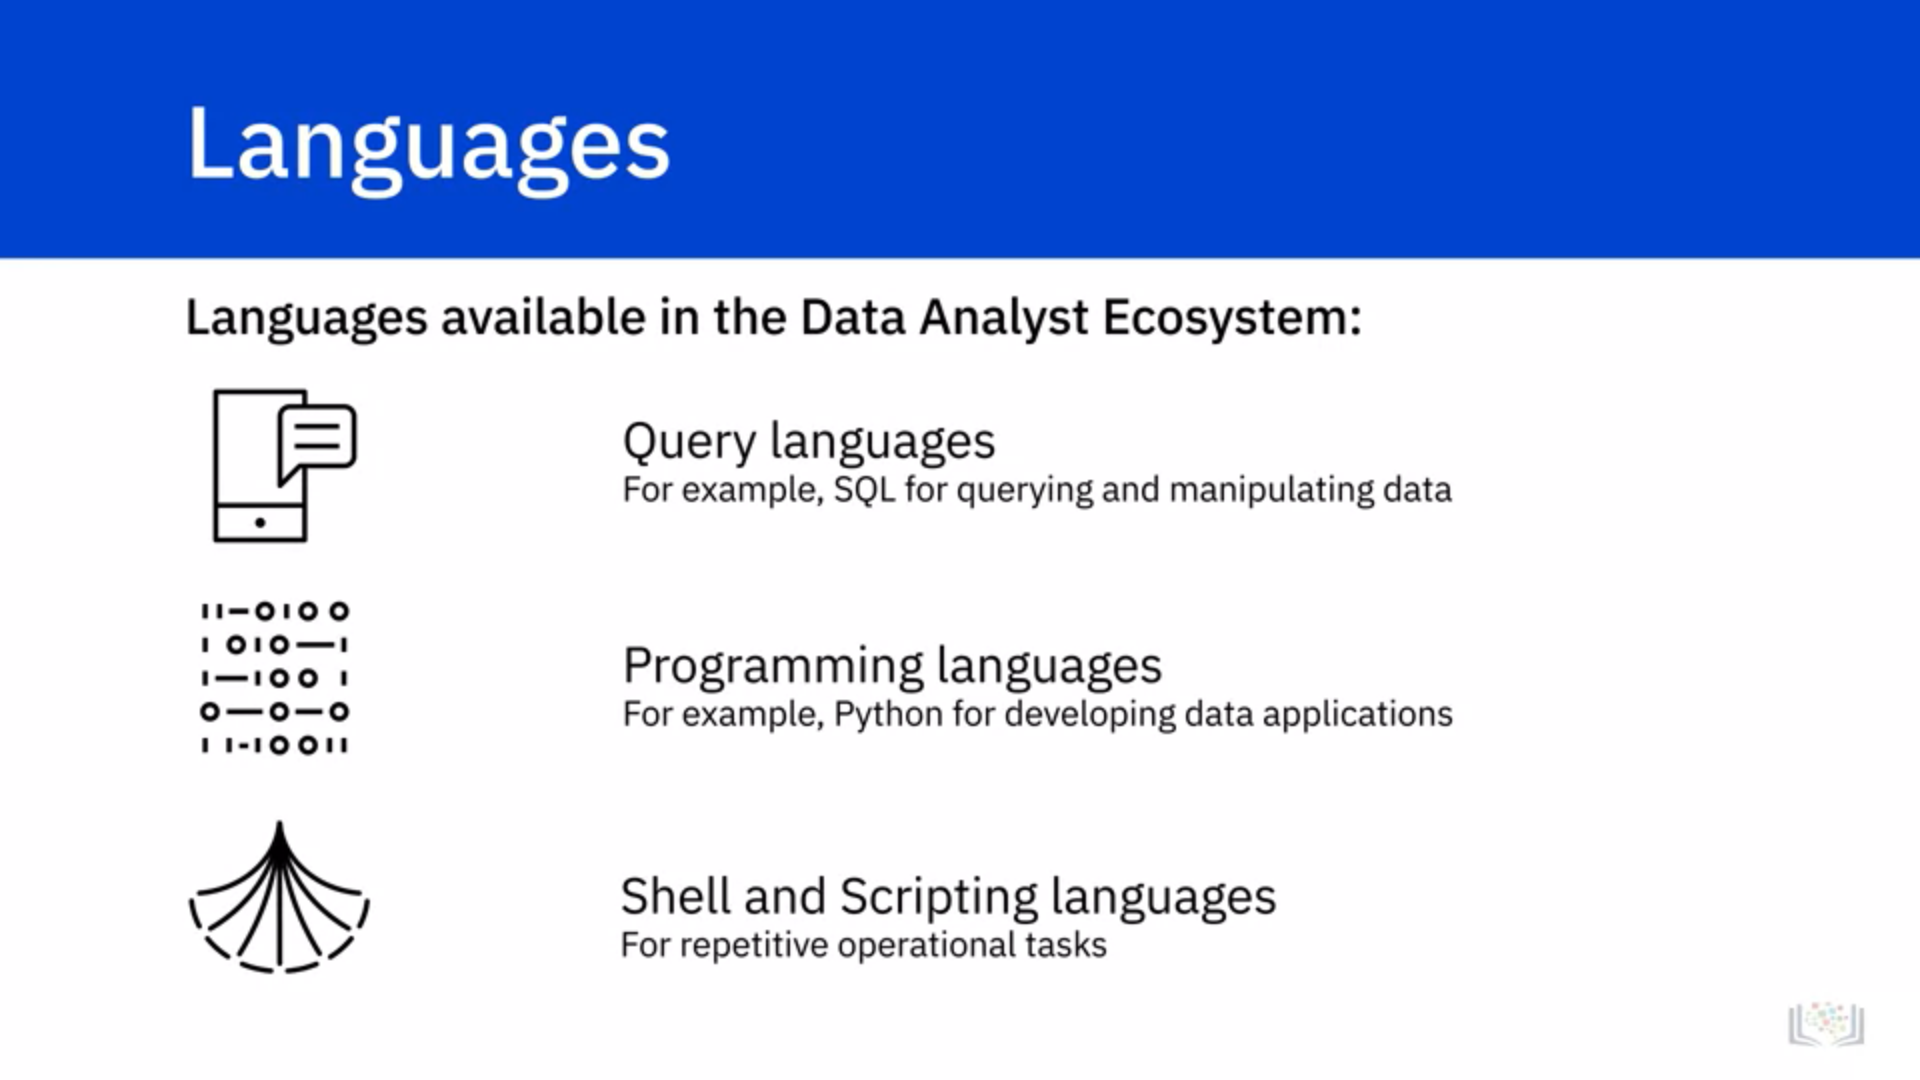 Languages
Languages available in the Data Analyst Ecosystem:
Query languages
For example, SQL for querying and manipulating data
Programming languages
For example, Python for developing data applications
Shell and Scripting languages
For repetitive operational tasks